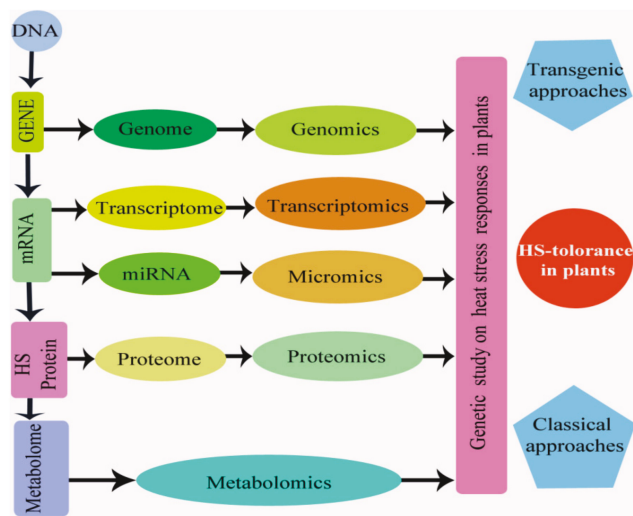 DNA
GENE
Genome
Genomics
mRNA
Transcriptome
Transcriptomics
miRNA
Micromics
HS
Protein
Proteome
Proteomics
Metabolome
Metabolomics
Genetic study on heat stress responses in plants
Transgenic
approaches
HS-tolorance
in plants
Classical
approaches